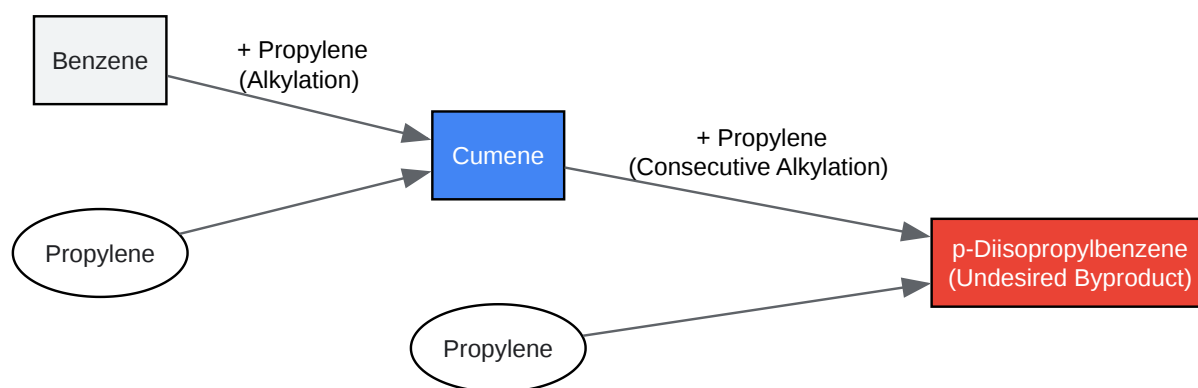 Benzene
+ Propylene
(Alkylation)
Cumene
+ Propylene
(Consecutive Alkylation)
Propylene
p-Diisopropylbenzene
(Undesired Byproduct)
Propylene